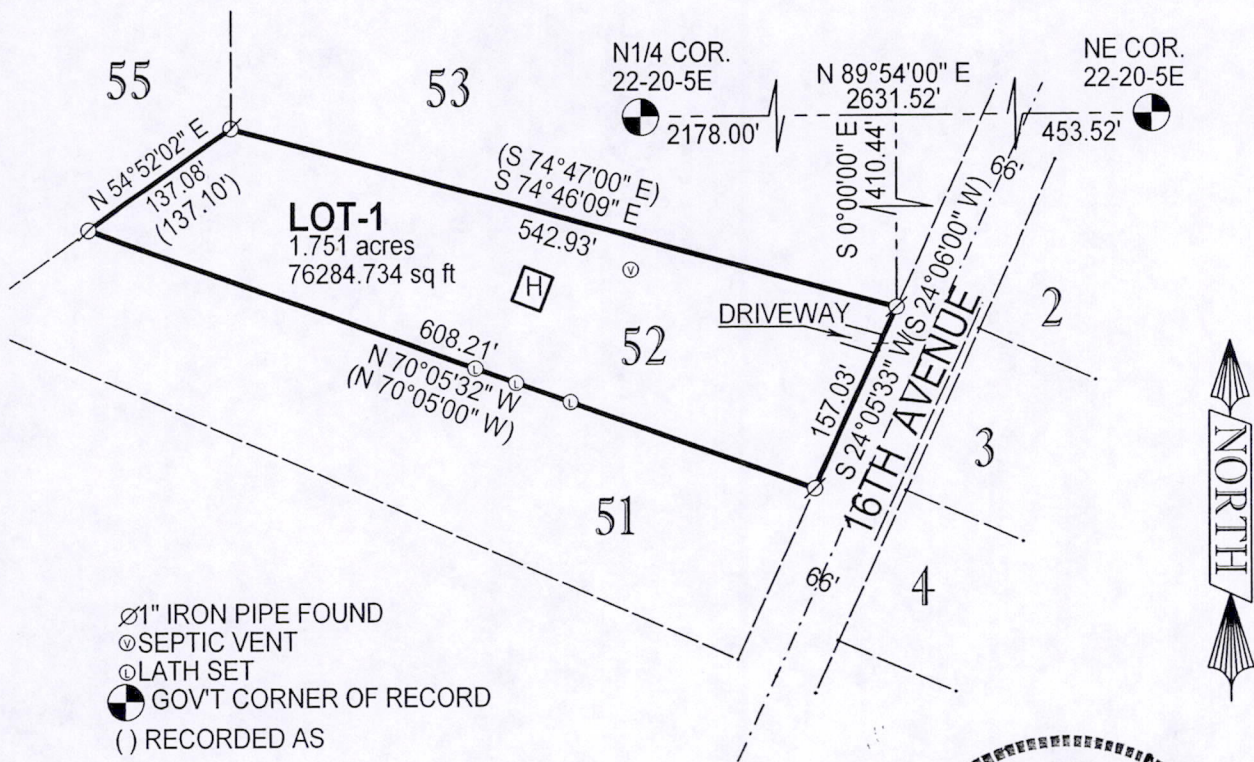 55
53
N1/4 COR.
22-20-5E
N 89°54'00" E
2631.52'
NE COR.
22-20-5E
2178.00'
453.52'
S 0°00'00" E
410.44'
66'
N 54°52'02" E
137.08'
(137.10')
(S 74°47'00" E)
S 74°46'09" E
542.93'
LOT-1
1.751 acres
76284.734 sq ft
V
H
DRIVEWAY
52
608.21'
N 70°05'32" W
(N 70°05'00" W)
L
L
L
157.03'
S 24°05'33" W
(S 24°06'00" W)
16TH AVENUE
2
3
4
51
66'
NORTH
1" IRON PIPE FOUND
V SEPTIC VENT
L LATH SET
GOV'T CORNER OF RECORD
( ) RECORDED AS